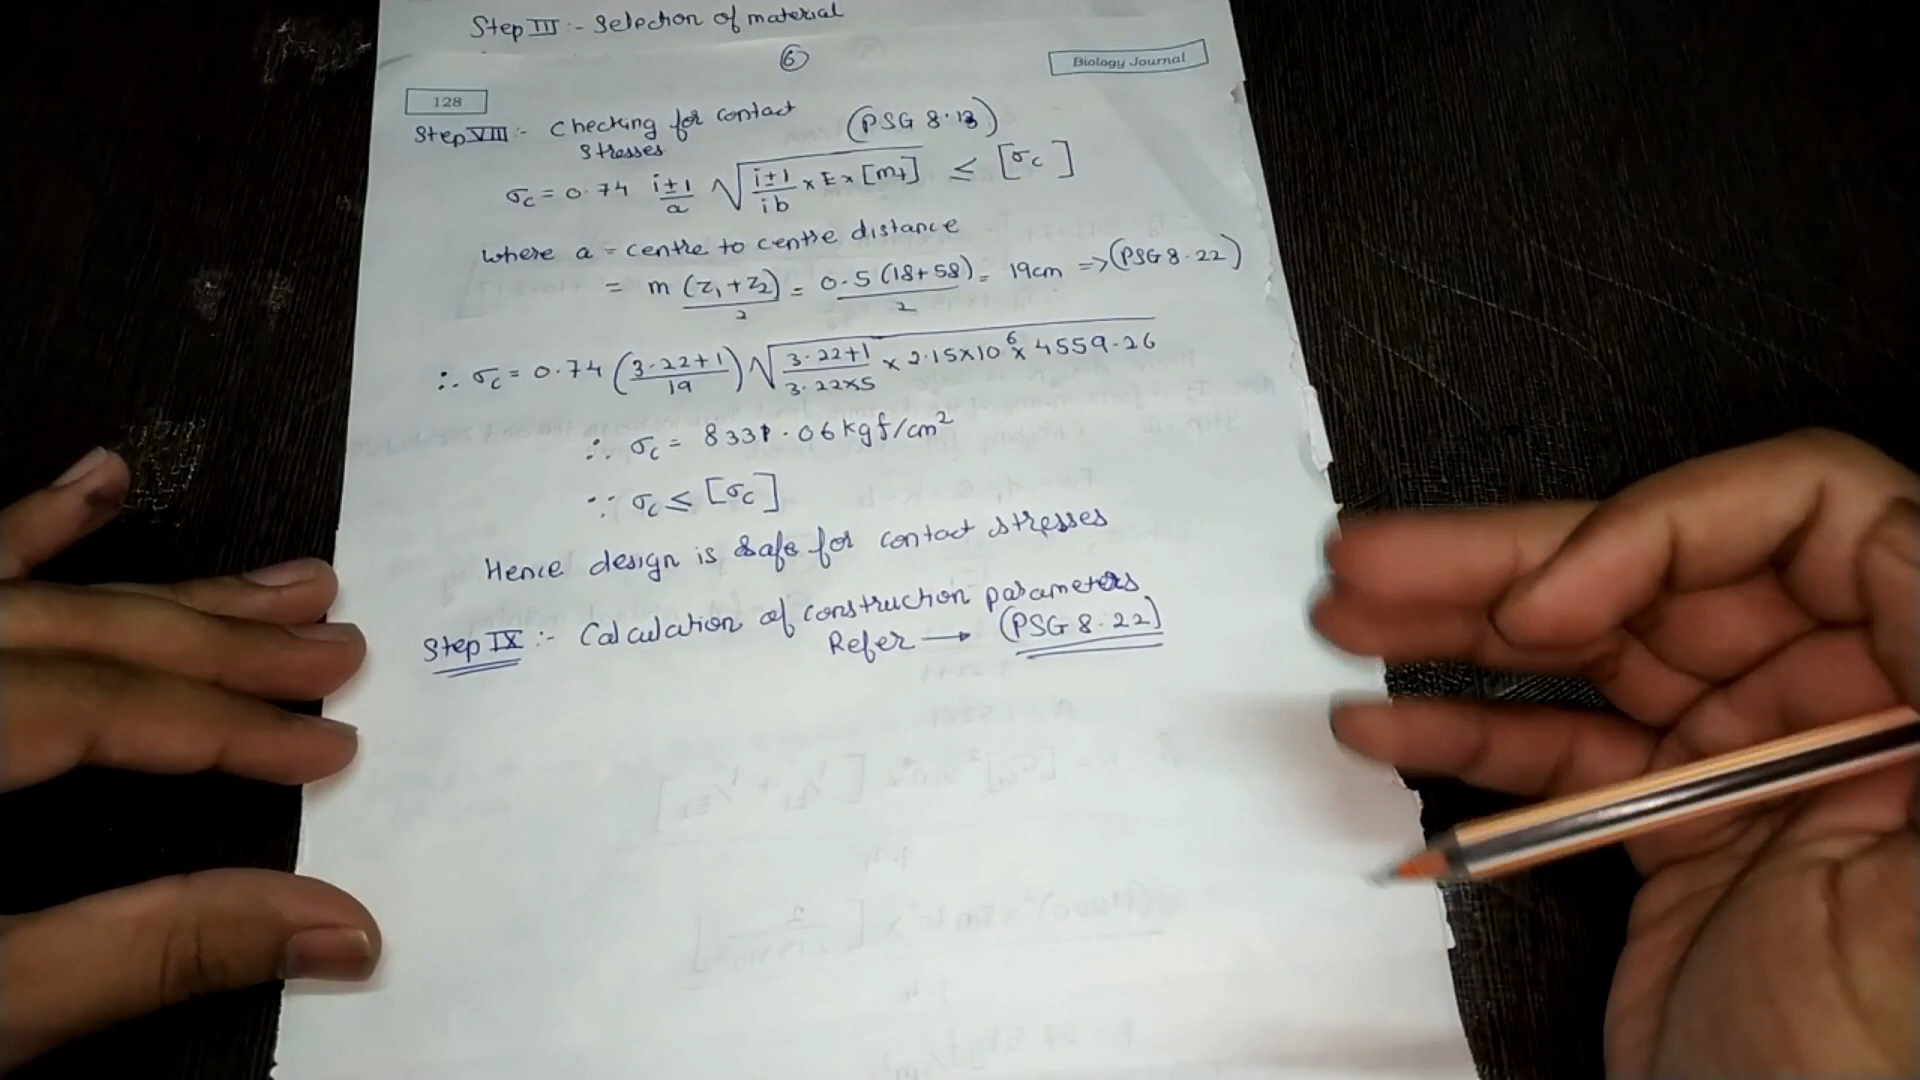 Step III :- Selection of material
6
Biology Journal
128
Step VIII :- Checking for contact stresses (PSG 8.13)
σc = 0.74 i±1/a √(i±1/ib × E × [mt]) ≤ [σc]
where a = centre to centre distance
= m (z1+z2)/2 = 0.5 (18+58)/2 = 19cm => (PSG 8.22)
∴ σc = 0.74 (3.22+1/19) √(3.22+1/3.22×5 × 2.15×10^6 × 4559.26)
∴ σc = 8331.06 kgf/cm²
∵ σc ≤ [σc]
Hence design is safe for contact stresses
Step IX :- Calculation of construction parameters
Refer → (PSG 8.22)